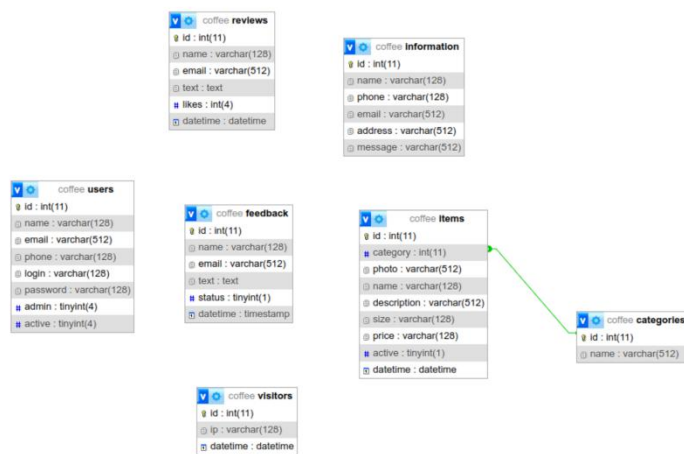 coffee reviews
id : int(11)
name : varchar(128)
email : varchar(512)
text : text
likes : int(4)
datetime : datetime
coffee information
id : int(11)
name : varchar(128)
phone : varchar(128)
email : varchar(512)
address : varchar(512)
message : varchar(512)
coffee users
id : int(11)
name : varchar(128)
email : varchar(512)
phone : varchar(128)
login : varchar(128)
password : varchar(128)
admin : tinyint(4)
active : tinyint(4)
coffee feedback
id : int(11)
name : varchar(128)
email : varchar(512)
text : text
status : tinyint(1)
datetime : timestamp
coffee items
id : int(11)
category : int(11)
photo : varchar(512)
name : varchar(128)
description : varchar(512)
size : varchar(128)
price : varchar(128)
active : tinyint(1)
datetime : datetime
coffee categories
id : int(11)
name : varchar(512)
coffee visitors
id : int(11)
ip : varchar(128)
datetime : datetime